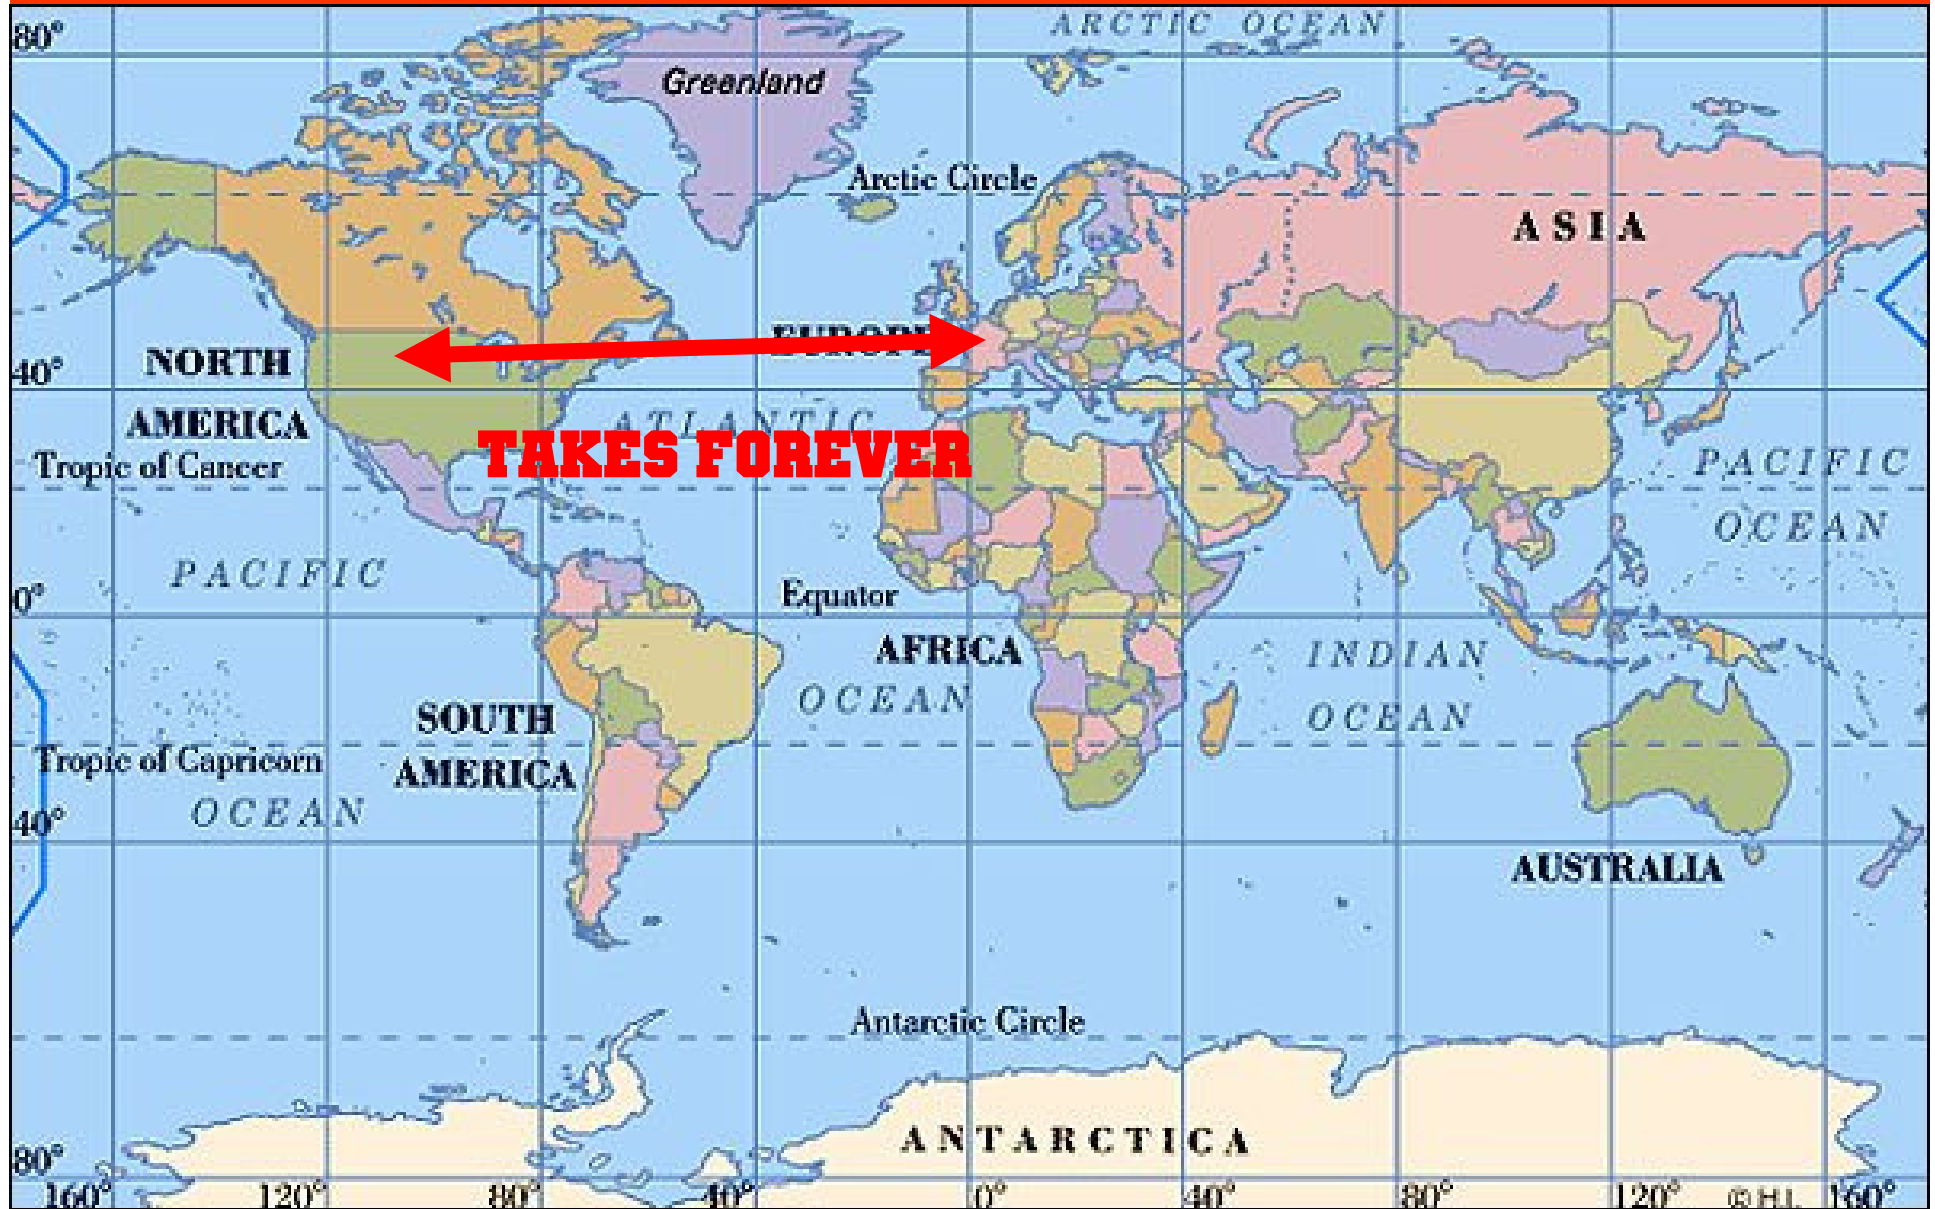 80°
ARCTIC OCEAN
Greenland
Arctic Circle
ASIA
EUROPE
NORTH
40°
AMERICA
ATLANTIC
TAKES FOREVER
Tropic of Cancer
PACIFIC
OCEAN
PACIFIC
0°
Equator
AFRICA
INDIAN
OCEAN
SOUTH
OCEAN
Tropic of Capricorn
AMERICA
OCEAN
40°
AUSTRALIA
Antarctic Circle
ANTARCTICA
80°
160° 120° 80° 40° 0° 40° 80° 120° © H.I. 160°